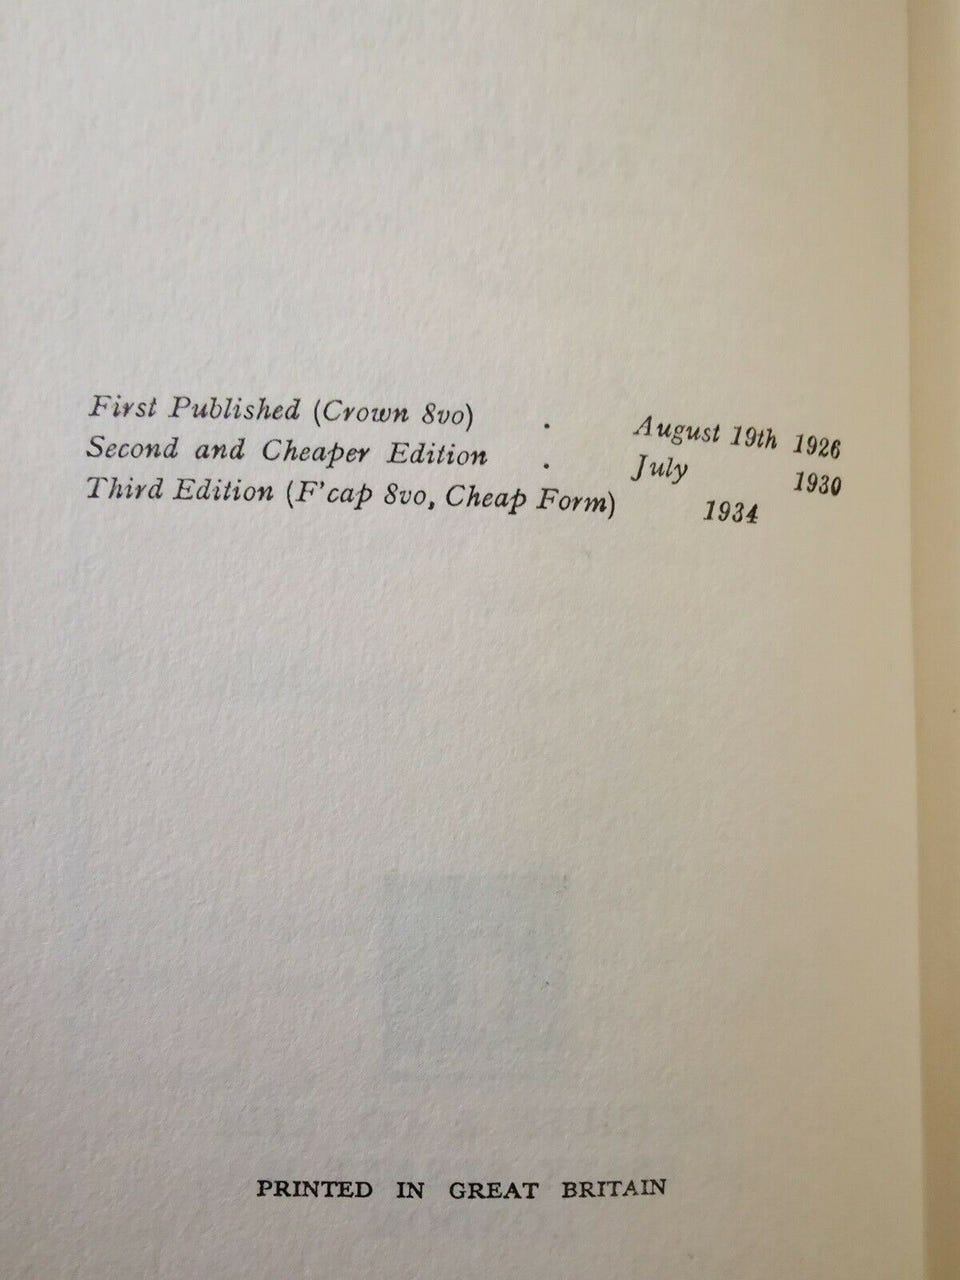 First Published (Crown 8vo) . August 19th 1926
Second and Cheaper Edition . July 1930
Third Edition (F'cap 8vo, Cheap Form) 1934
PRINTED IN GREAT BRITAIN